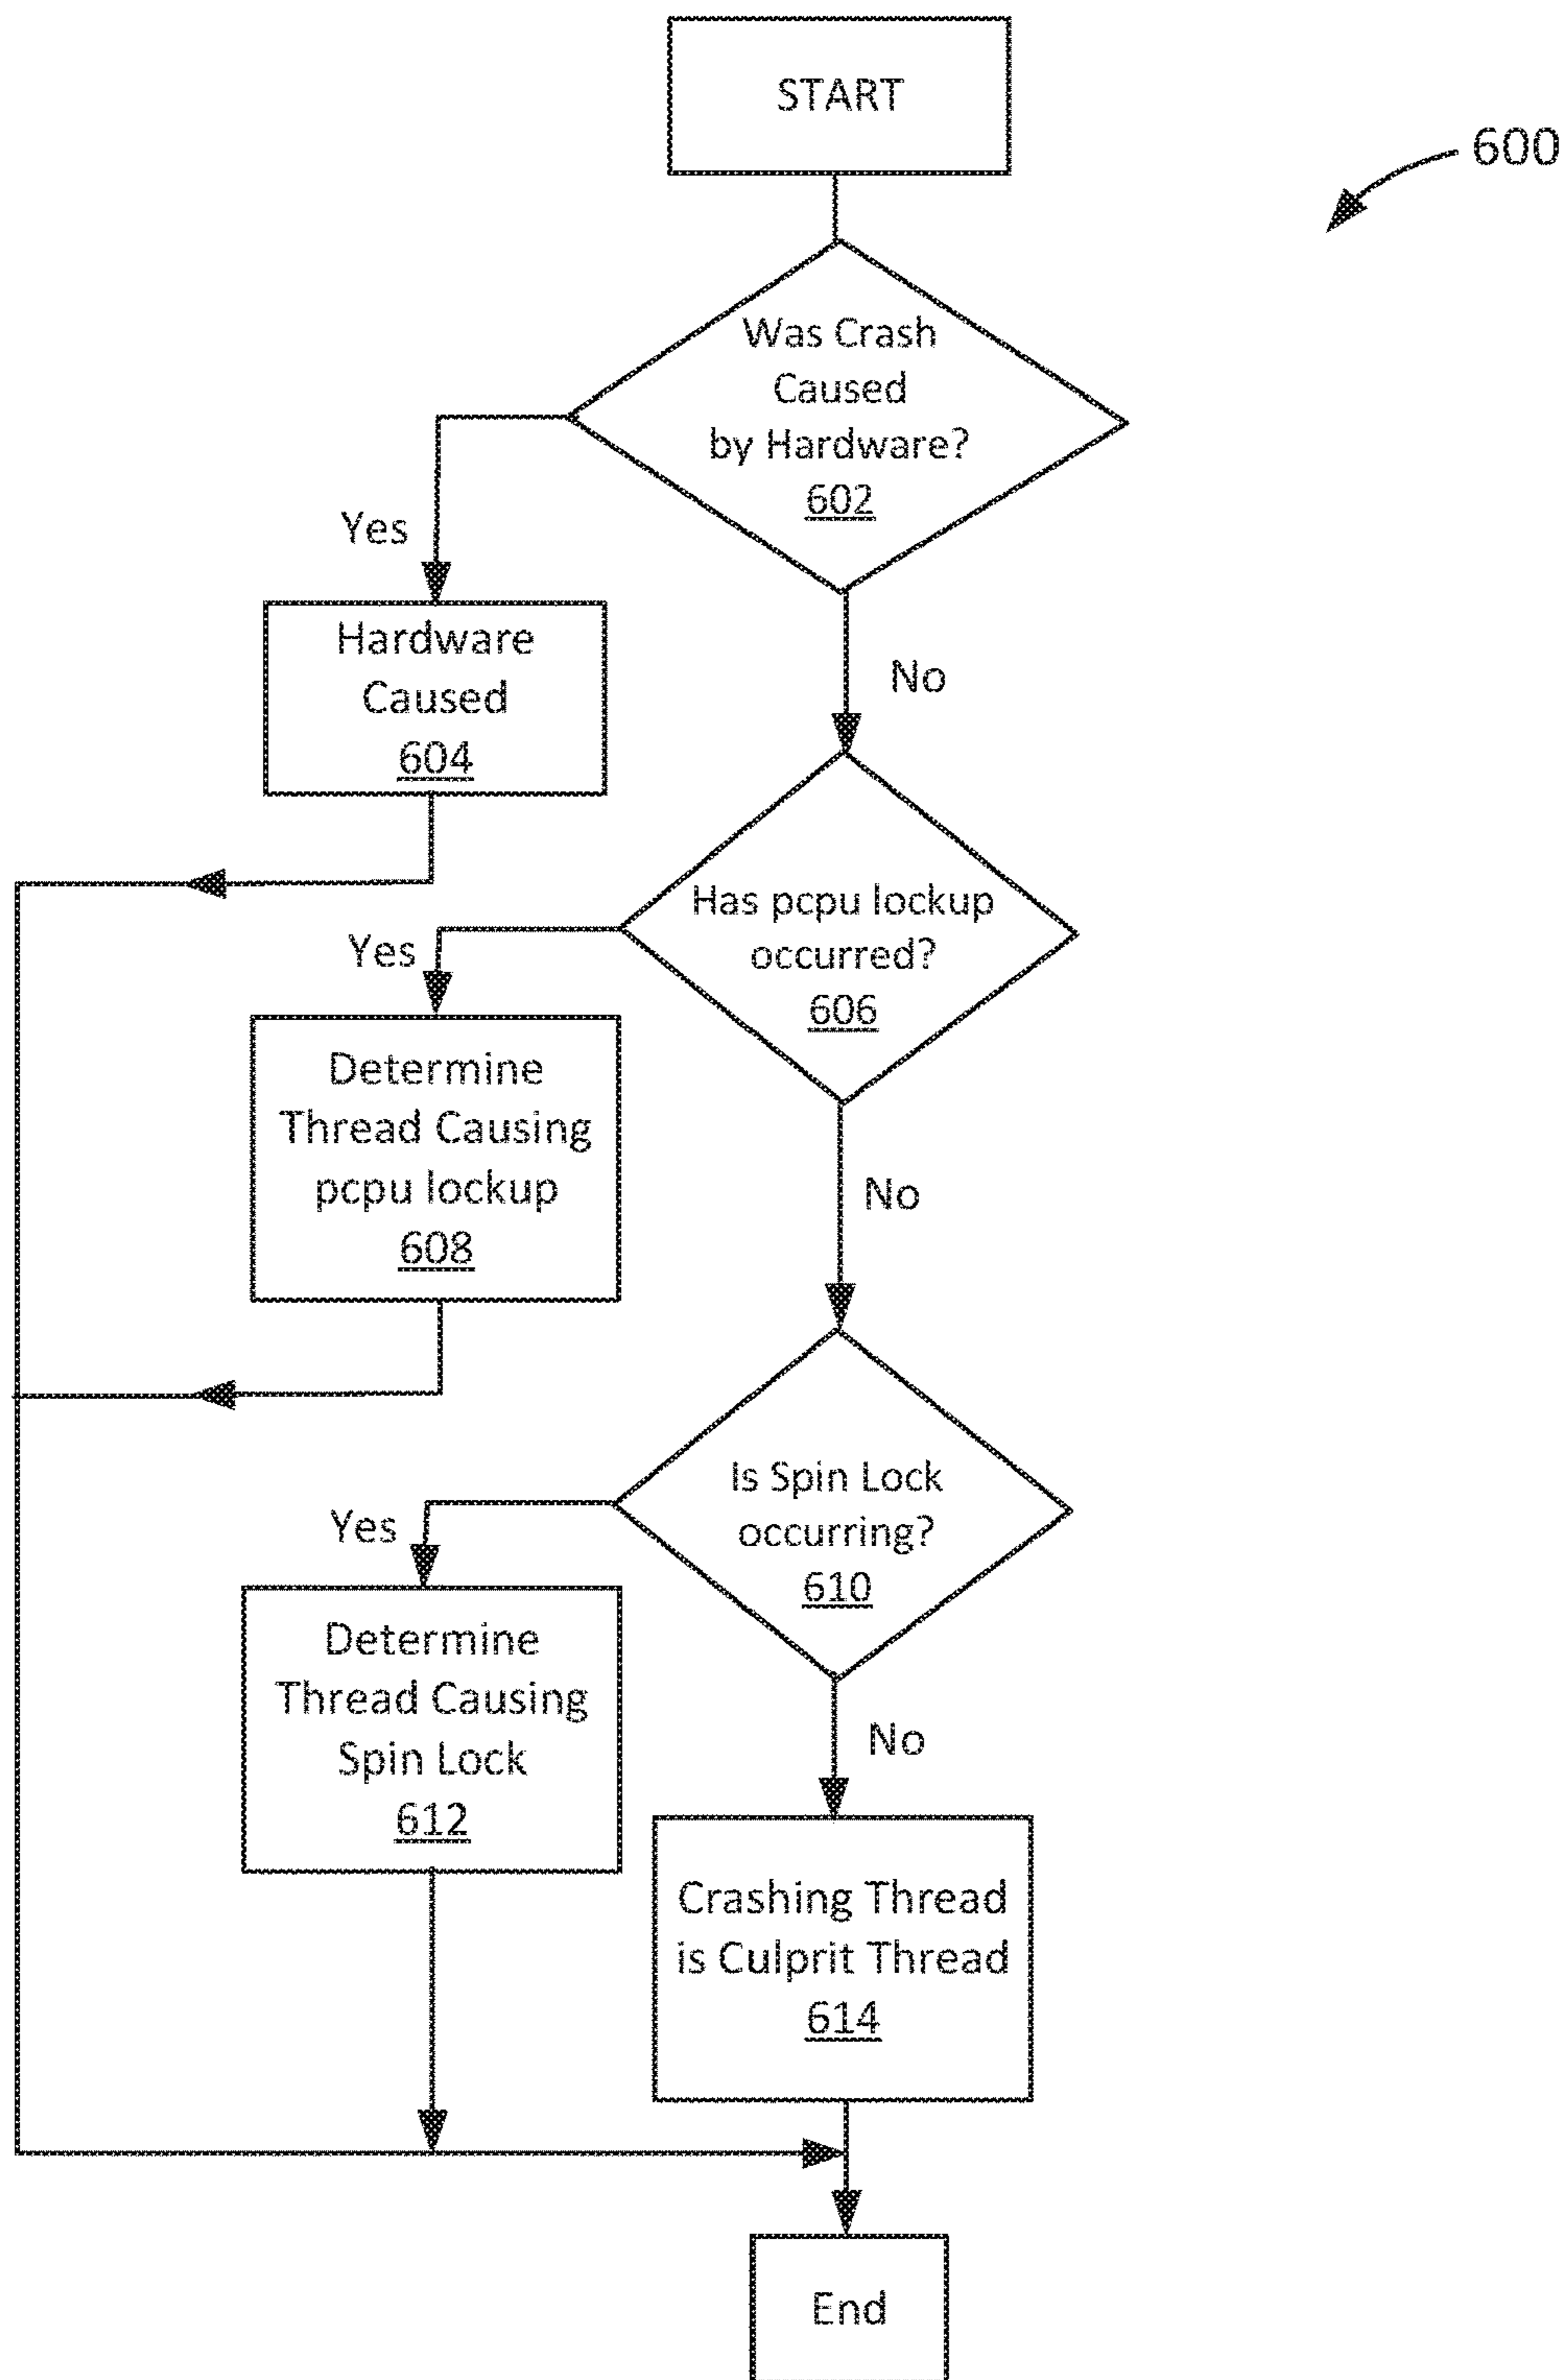 START
600
Was Crash
Caused
by Hardware?
602
Yes
Hardware
Caused
604
No
Has pcpu lockup
occurred?
606
Yes
Determine
Thread Causing
pcpu lockup
608
No
Is Spin Lock
occurring?
610
Yes
Determine
Thread Causing
Spin Lock
612
No
Crashing Thread
is Culprit Thread
614
End